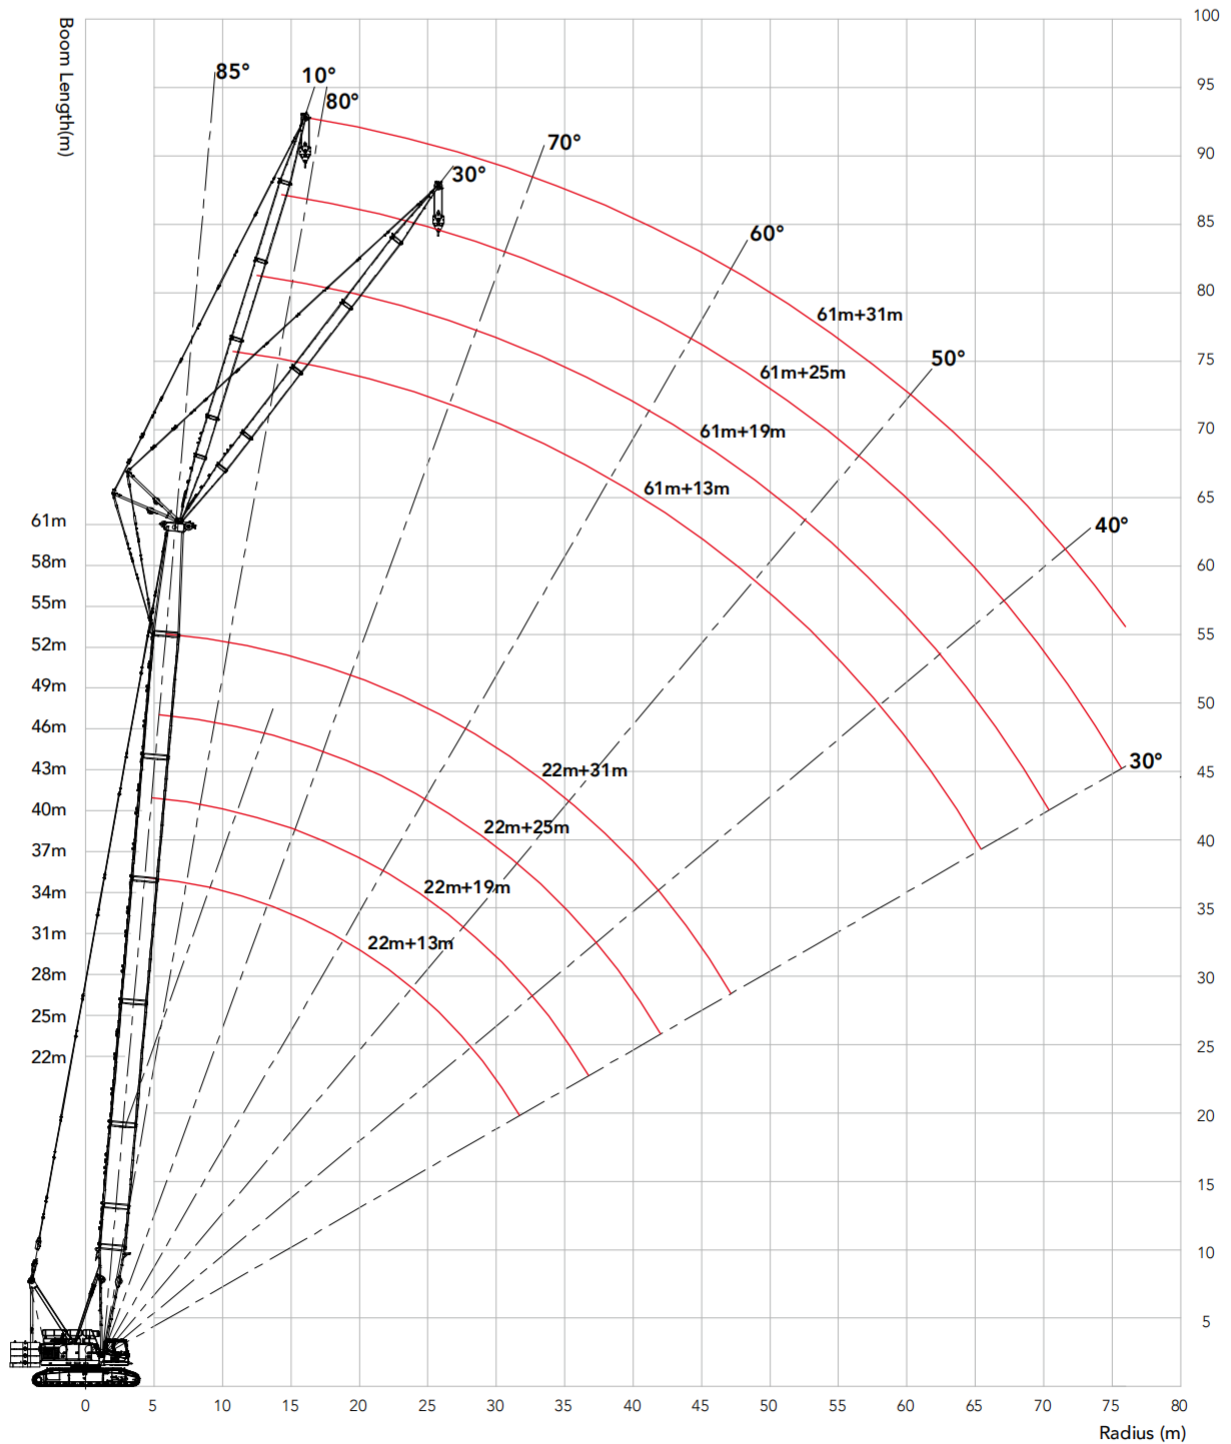 100
Boom Length(m)
85°
10°
80°
95
70°
90
30°
85
60°
80
61m+31m
75
50°
61m+25m
70
61m+19m
61m+13m
65
61m
40°
58m
60
55m
55
52m
49m
50
46m
43m
22m+31m
30°
45
40m
22m+25m
40
37m
22m+19m
34m
35
31m
22m+13m
28m
30
25m
25
22m
20
15
10
5
0 5 10 15 20 25 30 35 40 45 50 55 60 65 70 75 80
Radius (m)